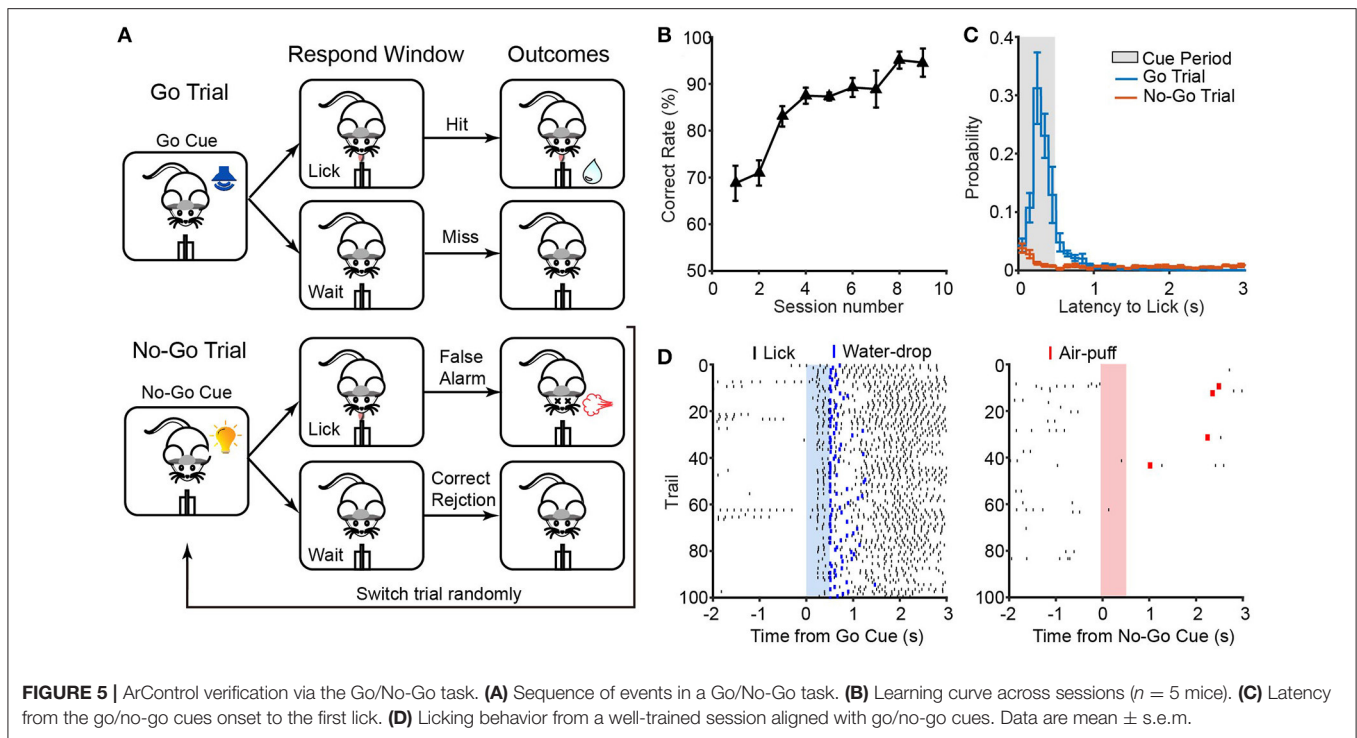 A
Respond Window
Outcomes
Go Trial
Go Cue
Lick
Hit
Wait
Miss
No-Go Trial
No-Go Cue
Lick
False
Alarm
Wait
Correct
Rejction
Switch trial randomly
B
Correct Rate (%)
100
90
80
70
60
50
0
2
4
6
8
10
Session number
C
Probability
0.4
0.3
0.2
0.1
0
Cue Period
Go Trial
No-Go Trial
0
1
2
3
Latency to Lick (s)
D
Lick
Water-drop
Trail
0
20
40
60
80
100
-2
-1
0
1
2
3
Time from Go Cue (s)
Air-puff
0
20
40
60
80
100
-2
-1
0
1
2
3
Time from No-Go Cue (s)
FIGURE 5 | ArControl verification via the Go/No-Go task. (A) Sequence of events in a Go/No-Go task. (B) Learning curve across sessions (n = 5 mice). (C) Latency
from the go/no-go cues onset to the first lick. (D) Licking behavior from a well-trained session aligned with go/no-go cues. Data are mean ± s.e.m.